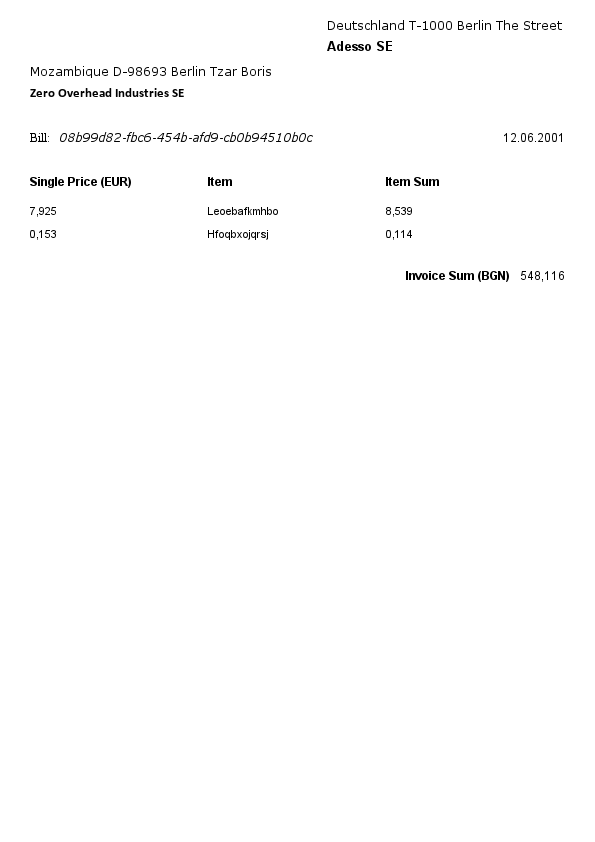 Deutschland T-1000 Berlin The Street
Adesso SE
Mozambique D-98693 Berlin Tzar Boris
Zero Overhead Industries SE
Bill: 08b99d82-fbc6-454b-afd9-cb0b94510b0c 12.06.2001
Single Price (EUR) Item Item Sum
7,925 Leoebafkmhbo 8,539
0,153 Hfoqbxojqrsj 0,114
Invoice Sum (BGN) 548,116